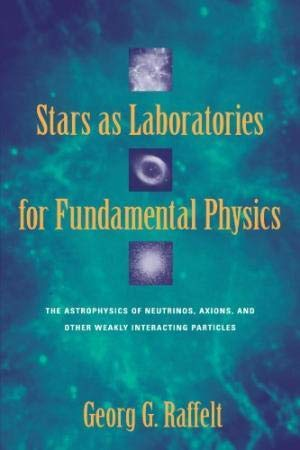 Stars as Laboratories
for Fundamental Physics
THE ASTROPHYSICS OF NEUTRINOS, AXIONS, AND
OTHER WEAKLY INTERACTING PARTICLES
Georg G. Raffelt